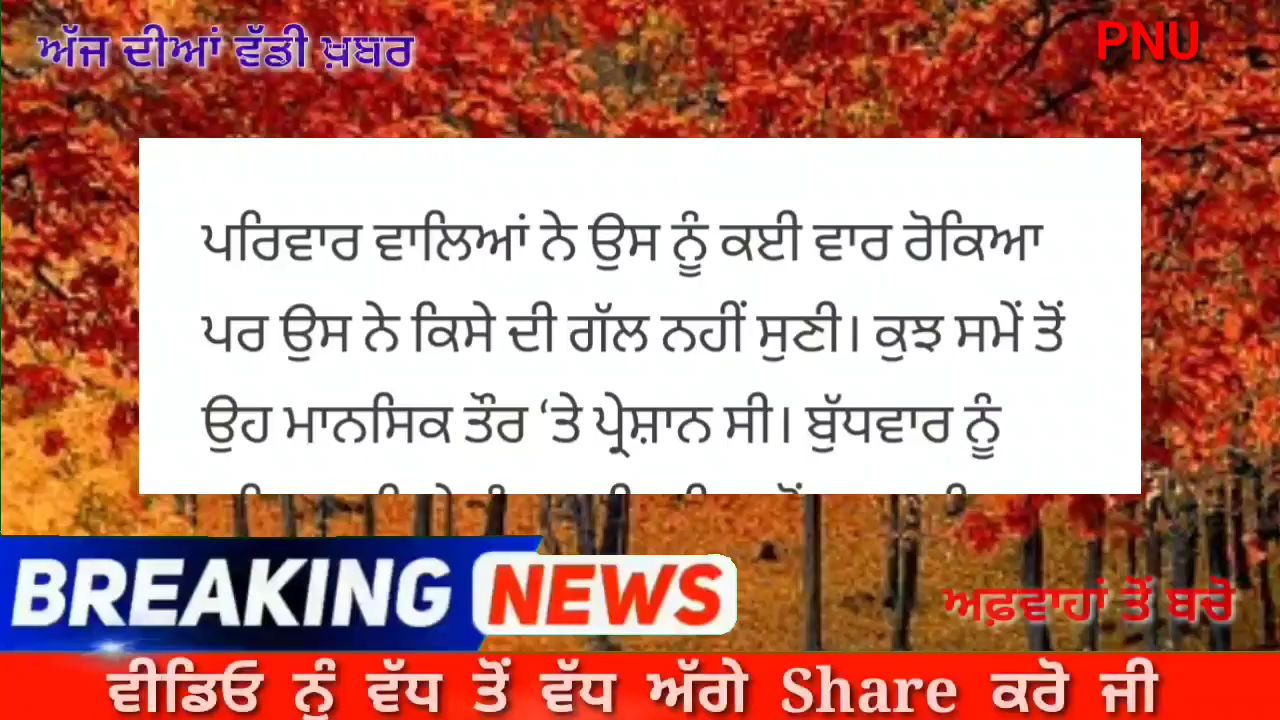 ਅੱਜ ਦੀਆਂ ਵੱਡੀ ਖ਼ਬਰ
PNU
ਪਰਿਵਾਰ ਵਾਲਿਆਂ ਨੇ ਉਸ ਨੂੰ ਕਈ ਵਾਰ ਰੋਕਿਆ
ਪਰ ਉਸ ਨੇ ਕਿਸੇ ਦੀ ਗੱਲ ਨਹੀਂ ਸੁਣੀ। ਕੁਝ ਸਮੇਂ ਤੋਂ
ਉਹ ਮਾਨਸਿਕ ਤੌਰ ‘ਤੇ ਪ੍ਰੇਸ਼ਾਨ ਸੀ। ਬੁੱਧਵਾਰ ਨੂੰ
BREAKING NEWS
ਅਫ਼ਵਾਹਾਂ ਤੋਂ ਬਚੋ
ਵੀਡਿਓ ਨੂੰ ਵੱਧ ਤੋਂ ਵੱਧ ਅੱਗੇ Share ਕਰੋ ਜੀ